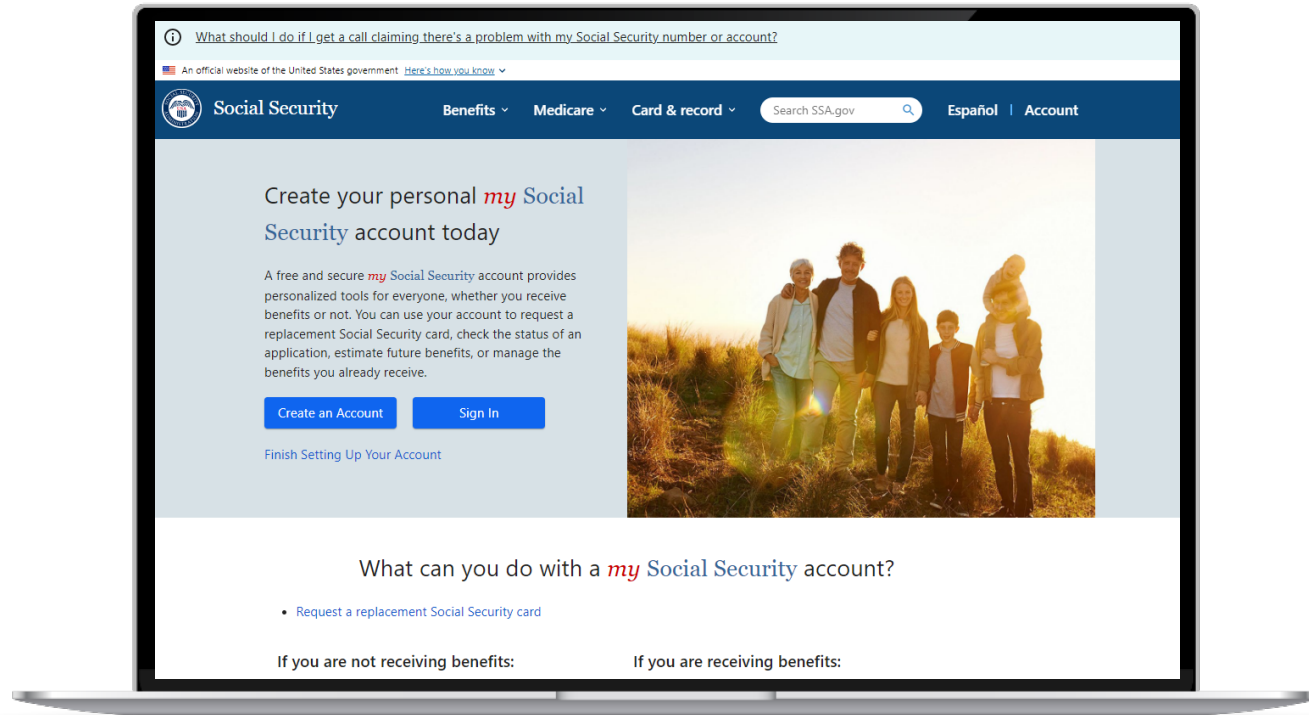 What should I do if I get a call claiming there's a problem with my Social Security number or account?
An official website of the United States government Here's how you know
Social Security
Benefits
Medicare
Card & record
Search SSA.gov
Español
Account
Create your personal my Social
Security account today
A free and secure my Social Security account provides
personalized tools for everyone, whether you receive
benefits or not. You can use your account to request a
replacement Social Security card, check the status of an
application, estimate future benefits, or manage the
benefits you already receive.
Create an Account
Sign In
Finish Setting Up Your Account
What can you do with a my Social Security account?
• Request a replacement Social Security card
If you are not receiving benefits:
If you are receiving benefits: